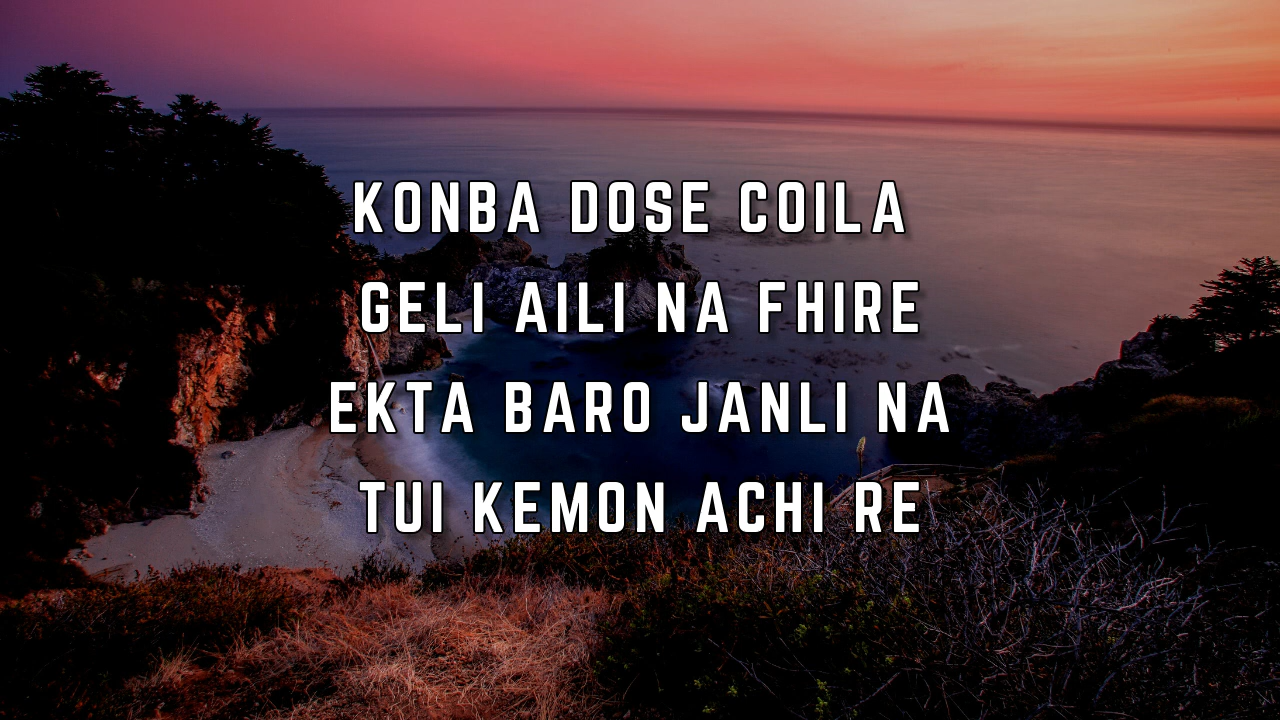 KONBA DOSE COILA
GELI AILI NA FHIRE
EKTA BARO JANLI NA
TUI KEMON ACHI RE